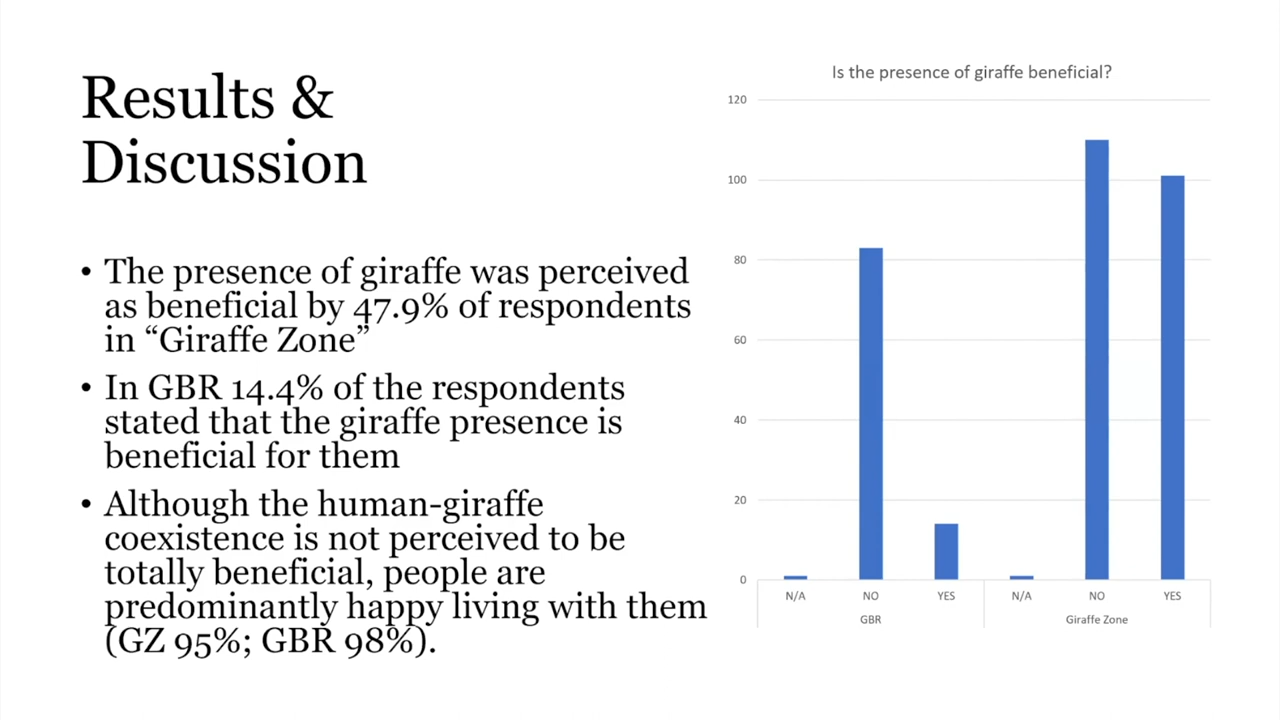 Results &
Discussion
• The presence of giraffe was perceived
as beneficial by 47.9% of respondents
in “Giraffe Zone”
• In GBR 14.4% of the respondents
stated that the giraffe presence is
beneficial for them
• Although the human-giraffe
coexistence is not perceived to be
totally beneficial, people are
predominantly happy living with them
(GZ 95%; GBR 98%).
Is the presence of giraffe beneficial?
120
100
80
60
40
20
0
N/A NO YES N/A NO YES
GBR Giraffe Zone